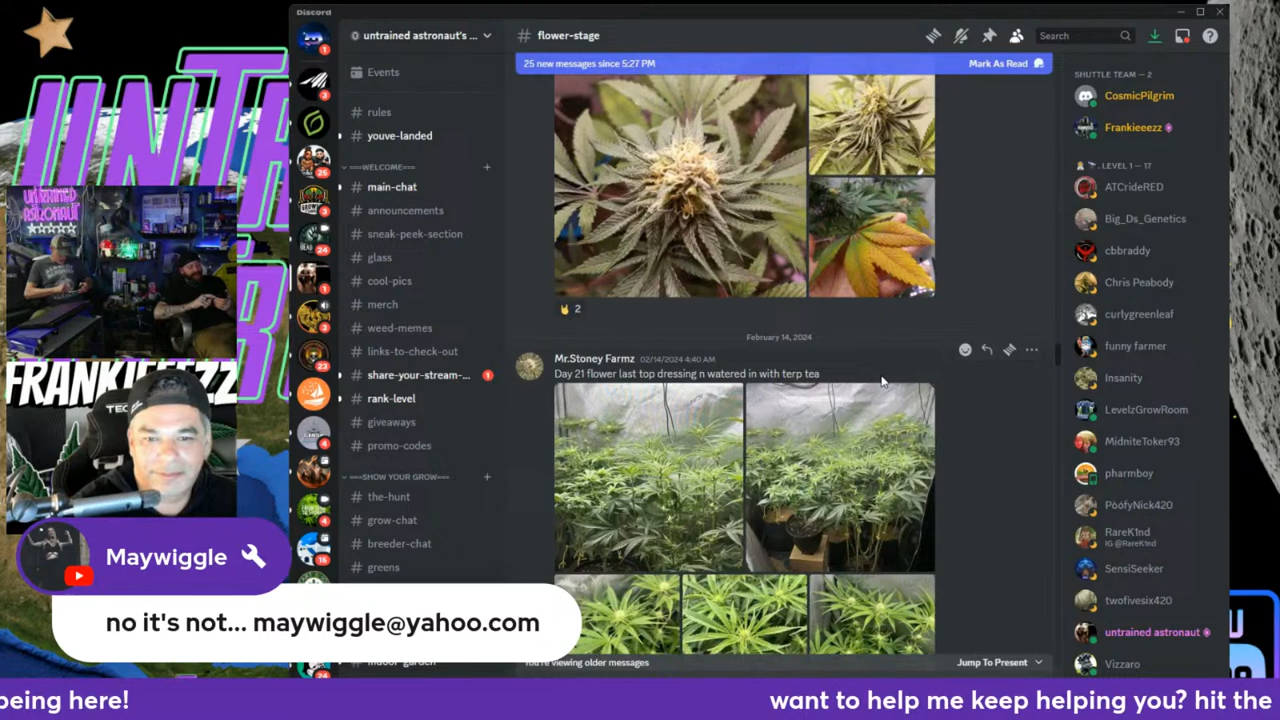 Discord
untrained astronaut's ...
# flower-stage
Search
25 new messages since 5:27 PM
Mark As Read
Events
# rules
# youve-landed
===WELCOME===
# main-chat
# announcements
# sneak-peek-section
# glass
# cool-pics
# merch
# weed-memes
# links-to-check-out
# share-your-stream-...
1
# rank-level
# giveaways
# promo-codes
===SHOW YOUR GROW===
# the-hunt
# grow-chat
# breeder-chat
# greens
2
February 14, 2024
Mr.Stoney Farmz 02/14/2024 4:40 AM
Day 21 flower last top dressing n watered in with terp tea
You're viewing older messages
Jump To Present
SHUTTLE TEAM — 2
CosmicPilgrim
Frankieeezz
LEVEL 1 — 17
ATCrideRED
Big_Ds_Genetics
cbbraddy
Chris Peabody
curlygreenleaf
funny farmer
Insanity
LevelzGrowRoom
MidniteToker93
pharmboy
PòófyNick420
RareK1nd
IG @RareK1nd
SensiSeeker
twofivesix420
untrained astronaut
Vizzaro
UNTRAINED
ASTRONAUT
FRANKIEEEZZ
Maywiggle
no it's not... maywiggle@yahoo.com
being here!
want to help me keep helping you? hit the